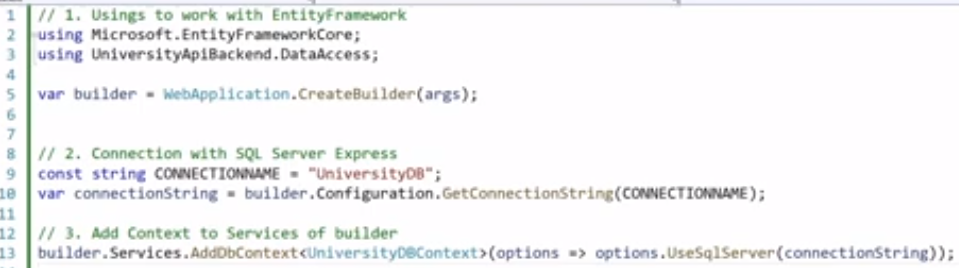 1 // 1. Usings to work with EntityFramework
2 using Microsoft.EntityFrameworkCore;
3 using UniversityApiBackend.DataAccess;
4
5 var builder = WebApplication.CreateBuilder(args);
6
7
8 // 2. Connection with SQL Server Express
9 const string CONNECTIONNAME = "UniversityDB";
10 var connectionString = builder.Configuration.GetConnectionString(CONNECTIONNAME);
11
12 // 3. Add Context to Services of builder
13 builder.Services.AddDbContext<UniversityDBContext>(options => options.UseSqlServer(connectionString));